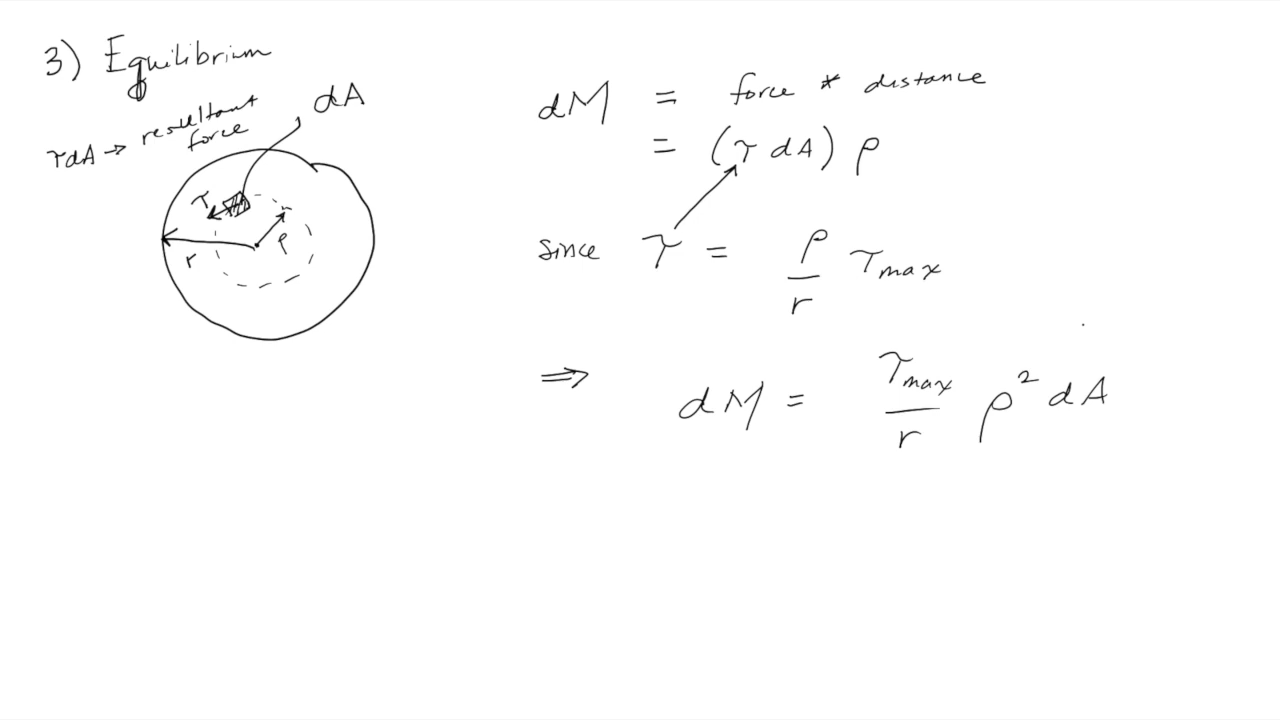 3) Equilibrium
τdA → resultant force
dA
τ
r
ρ
dM = force * distance
= (τ dA) ρ
since τ = ρ/r τmax
⇒ dM = τmax/r ρ² dA